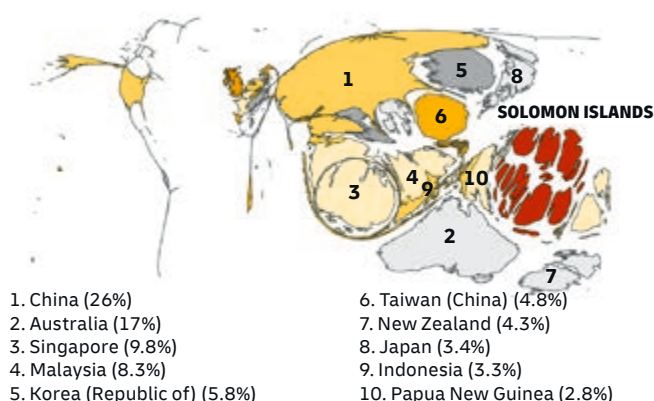 1
5
8
6
SOLOMON ISLANDS
3
4
9
10
2
7
1. China (26%)
2. Australia (17%)
3. Singapore (9.8%)
4. Malaysia (8.3%)
5. Korea (Republic of) (5.8%)
6. Taiwan (China) (4.8%)
7. New Zealand (4.3%)
8. Japan (3.4%)
9. Indonesia (3.3%)
10. Papua New Guinea (2.8%)